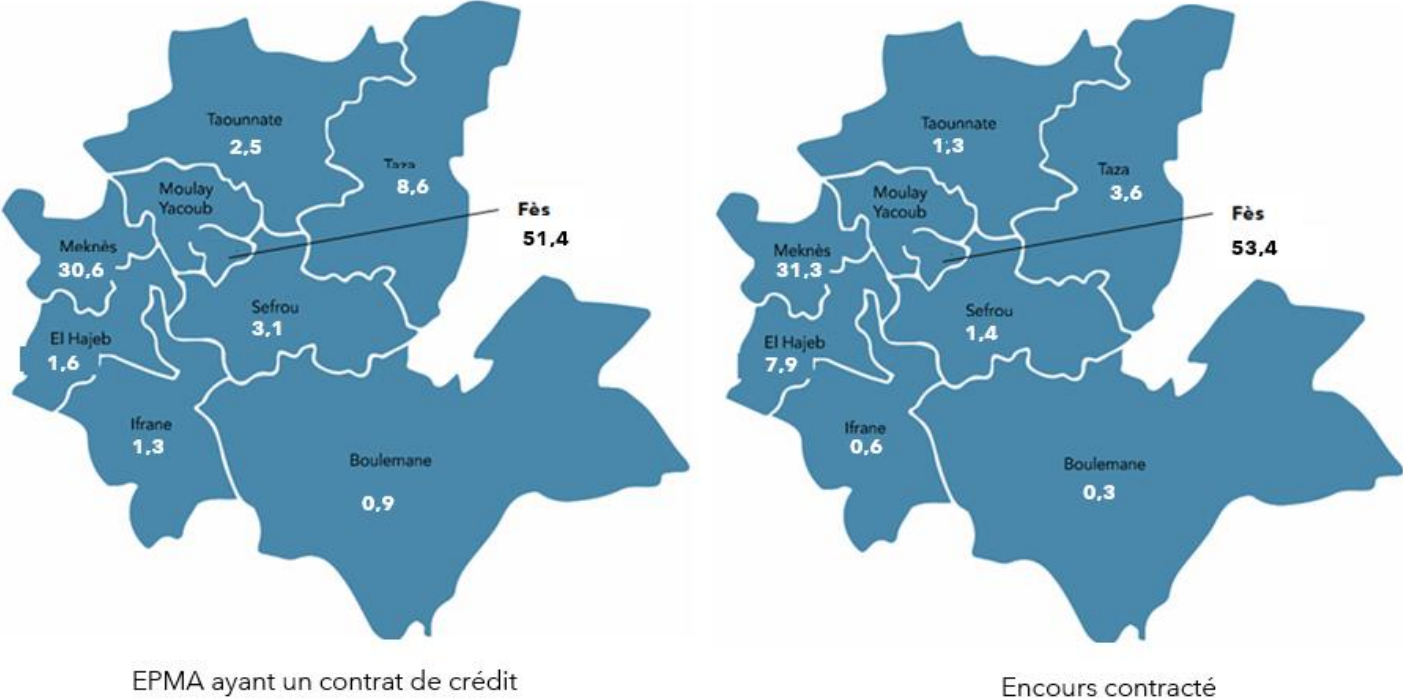 Taounnate
2,5
Taza
8,6
Moulay
Yacoub
Fès
51,4
Meknès
30,6
Sefrou
3,1
El Hajeb
1,6
Ifrane
1,3
Boulemane
0,9
EPMA ayant un contrat de crédit
Taounnate
1,3
Taza
3,6
Moulay
Yacoub
Fès
53,4
Meknès
31,3
Sefrou
1,4
El Hajeb
7,9
Ifrane
0,6
Boulemane
0,3
Encours contracté